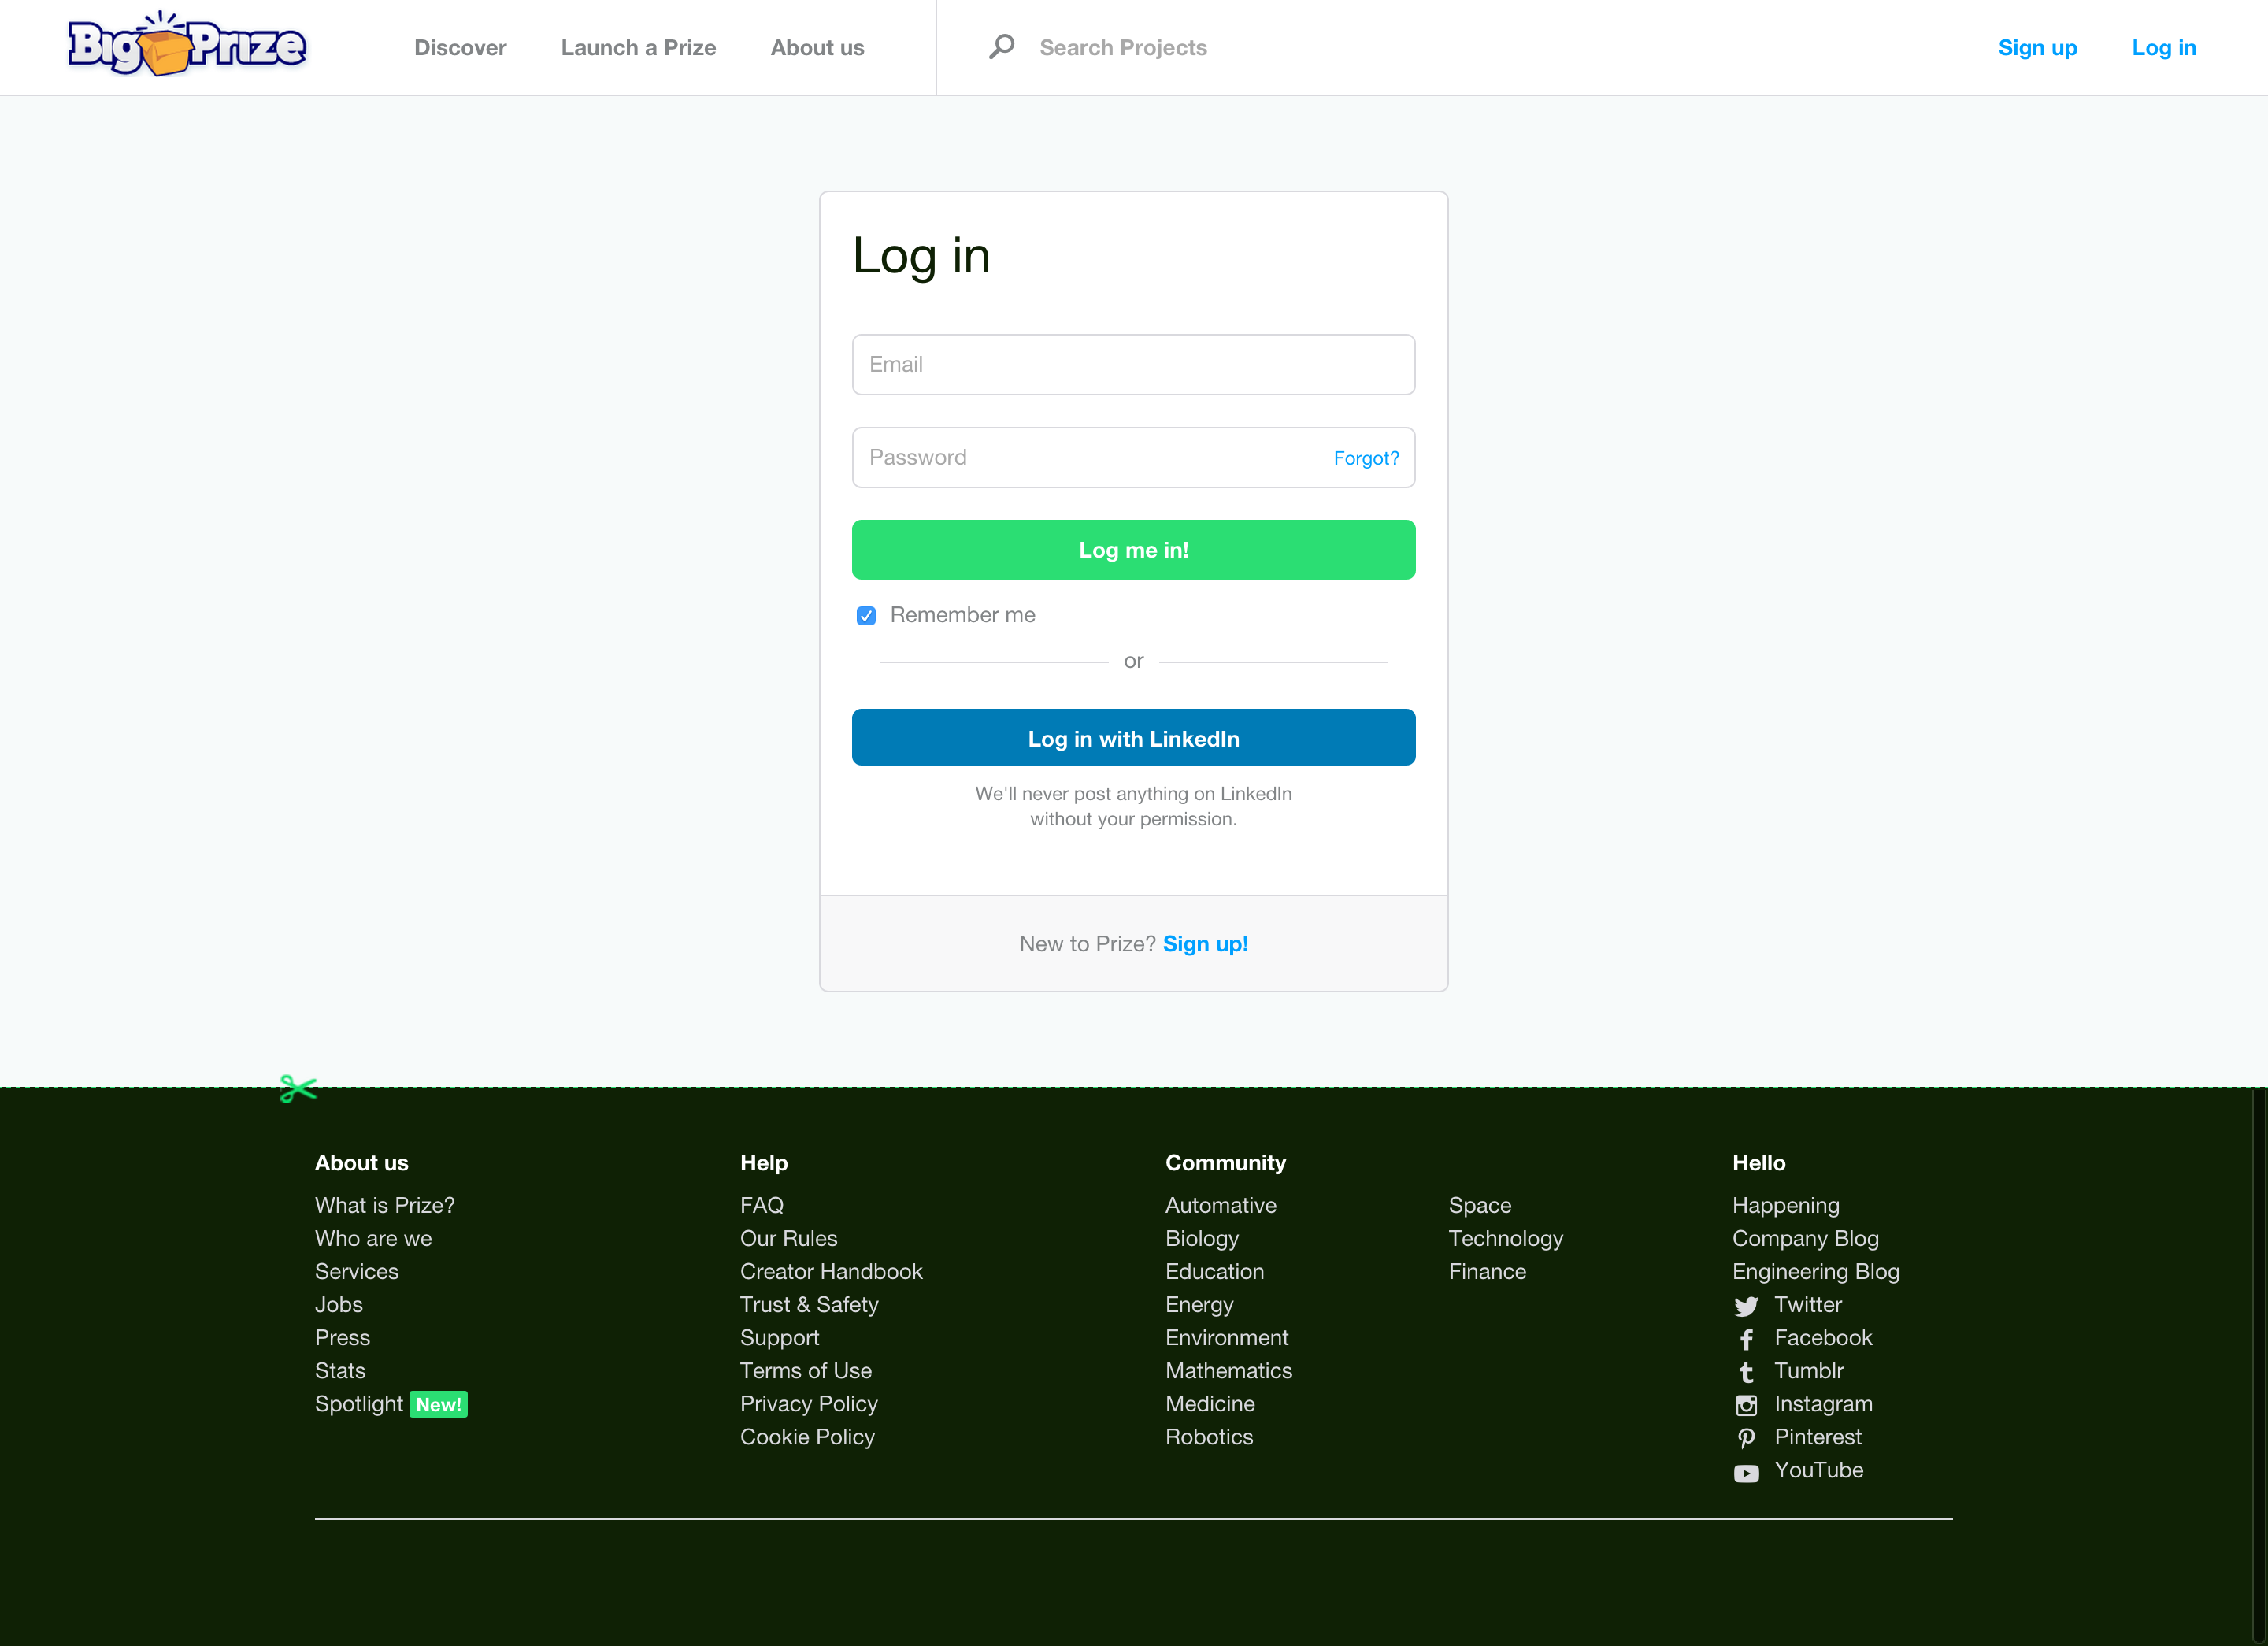 BigPrize
Discover
Launch a Prize
About us
Search Projects
Sign up
Log in
Log in
Email
Password
Forgot?
Log me in!
Remember me
or
Log in with LinkedIn
We'll never post anything on LinkedIn
without your permission.
New to Prize? Sign up!
About us
What is Prize?
Who are we
Services
Jobs
Press
Stats
Spotlight New!
Help
FAQ
Our Rules
Creator Handbook
Trust & Safety
Support
Terms of Use
Privacy Policy
Cookie Policy
Community
Automative
Biology
Education
Energy
Environment
Mathematics
Medicine
Robotics
Space
Technology
Finance
Hello
Happening
Company Blog
Engineering Blog
Twitter
Facebook
Tumblr
Instagram
Pinterest
YouTube